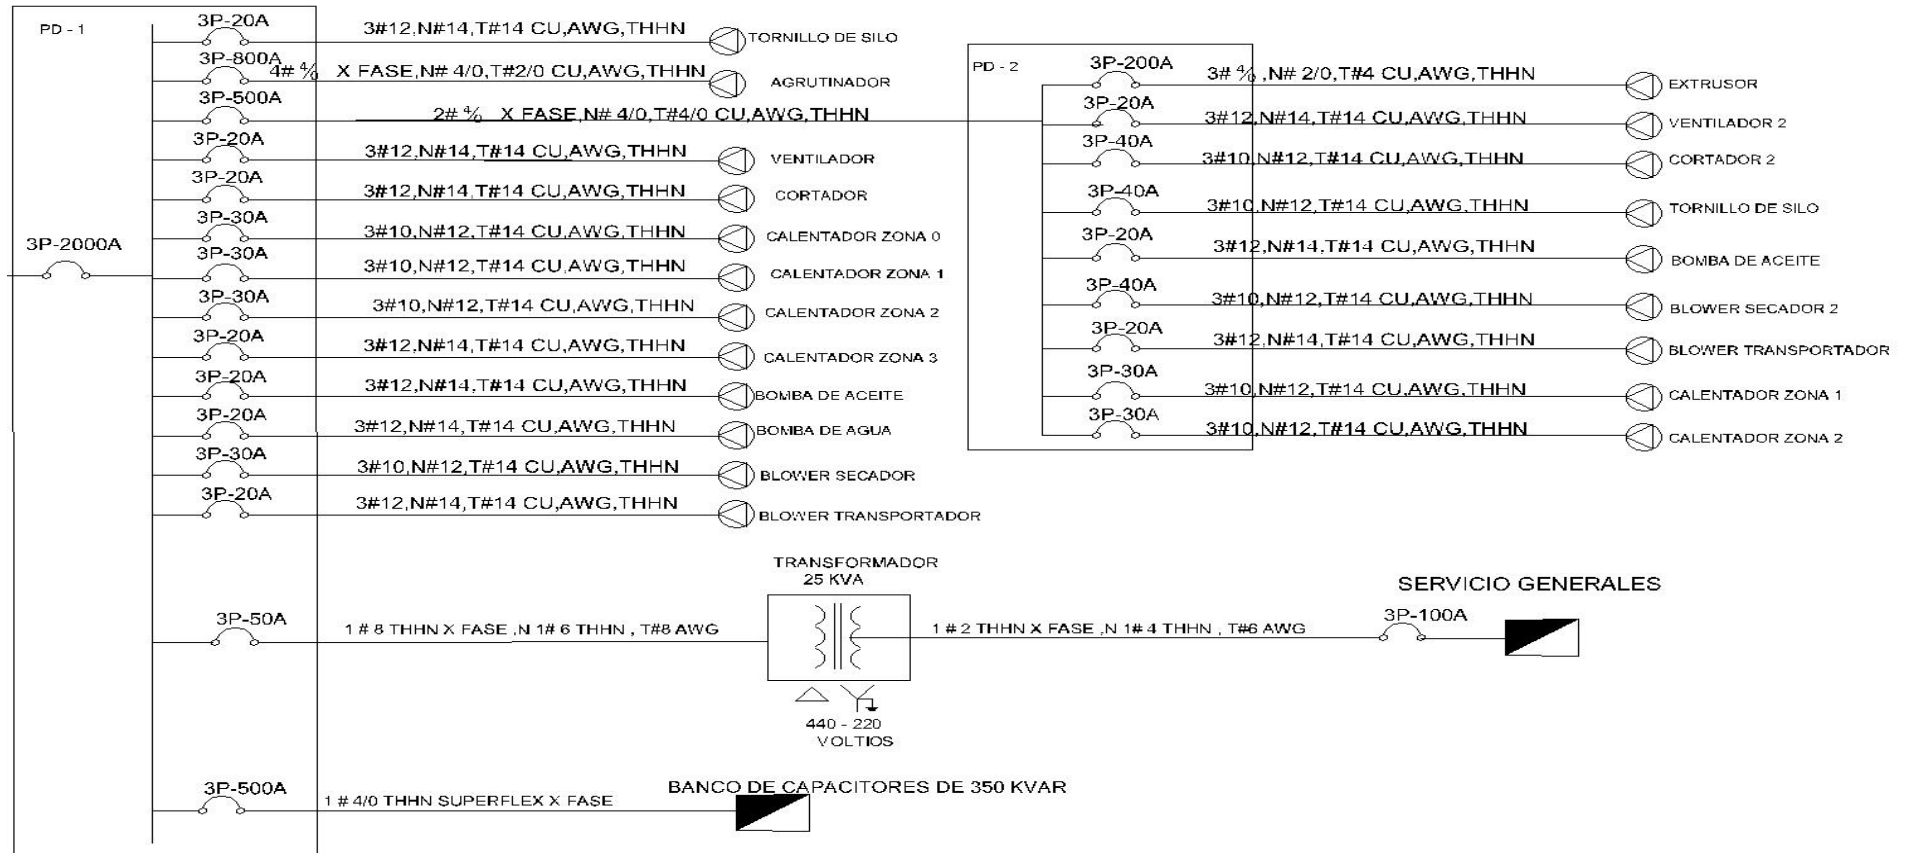 PD - 1
3P-2000A
3P-20A
3#12,N#14,T#14 CU,AWG,THHN
TORNILLO DE SILO
3P-800A
4# 4/0 X FASE,N# 4/0,T#2/0 CU,AWG,THHN
AGRUTINADOR
3P-500A
2# 4/0 X FASE,N# 4/0,T#4/0 CU,AWG,THHN
3P-20A
3#12,N#14,T#14 CU,AWG,THHN
VENTILADOR
3P-20A
3#12,N#14,T#14 CU,AWG,THHN
CORTADOR
3P-30A
3#10,N#12,T#14 CU,AWG,THHN
CALENTADOR ZONA 0
3P-30A
3#10,N#12,T#14 CU,AWG,THHN
CALENTADOR ZONA 1
3P-30A
3#10,N#12,T#14 CU,AWG,THHN
CALENTADOR ZONA 2
3P-20A
3#12,N#14,T#14 CU,AWG,THHN
CALENTADOR ZONA 3
3P-20A
3#12,N#14,T#14 CU,AWG,THHN
BOMBA DE ACEITE
3P-20A
3#12,N#14,T#14 CU,AWG,THHN
BOMBA DE AGUA
3P-30A
3#10,N#12,T#14 CU,AWG,THHN
BLOWER SECADOR
3P-20A
3#12,N#14,T#14 CU,AWG,THHN
BLOWER TRANSPORTADOR
PD - 2
3P-200A
3# 4/0 ,N# 2/0,T#4 CU,AWG,THHN
EXTRUSOR
3P-20A
3#12,N#14,T#14 CU,AWG,THHN
VENTILADOR 2
3P-40A
3#10,N#12,T#14 CU,AWG,THHN
CORTADOR 2
3P-40A
3#10,N#12,T#14 CU,AWG,THHN
TORNILLO DE SILO
3P-20A
3#12,N#14,T#14 CU,AWG,THHN
BOMBA DE ACEITE
3P-40A
3#10,N#12,T#14 CU,AWG,THHN
BLOWER SECADOR 2
3P-20A
3#12,N#14,T#14 CU,AWG,THHN
BLOWER TRANSPORTADOR
3P-30A
3#10,N#12,T#14 CU,AWG,THHN
CALENTADOR ZONA 1
3P-30A
3#10,N#12,T#14 CU,AWG,THHN
CALENTADOR ZONA 2
3P-50A
1 # 8 THHN X FASE ,N 1# 6 THHN , T#8 AWG
TRANSFORMADOR
25 KVA
440 - 220
VOLTIOS
1 # 2 THHN X FASE ,N 1# 4 THHN , T#6 AWG
3P-100A
SERVICIO GENERALES
3P-500A
1 # 4/0 THHN SUPERFLEX X FASE
BANCO DE CAPACITORES DE 350 KVAR